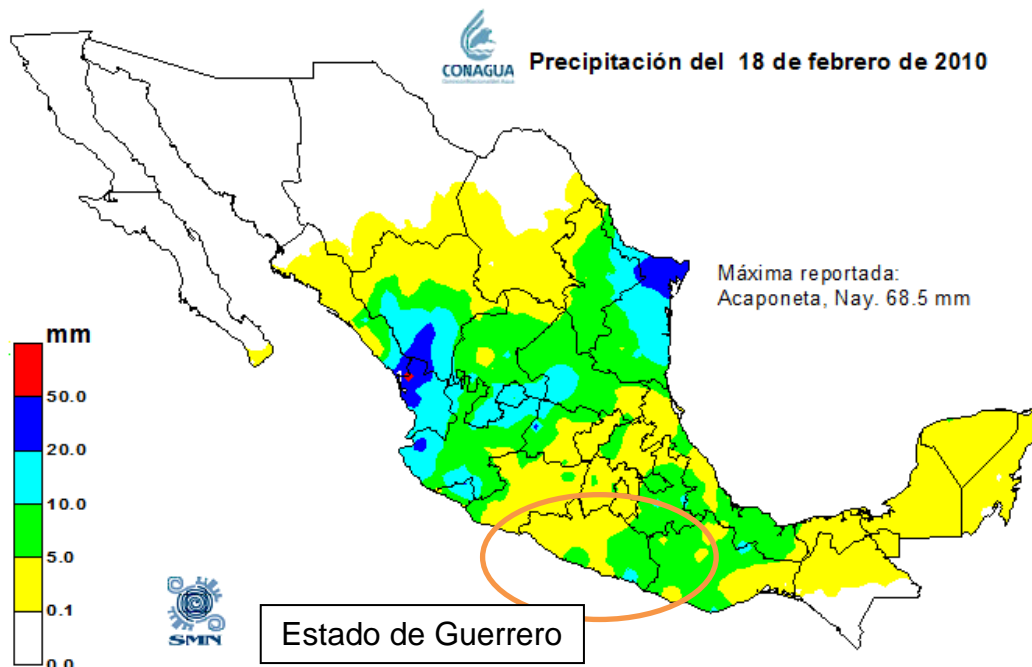 CONAGUA
Precipitación del 18 de febrero de 2010
Máxima reportada:
Acaponeta, Nay. 68.5 mm
mm
50.0
20.0
10.0
5.0
0.1
0.0
SMN
Estado de Guerrero